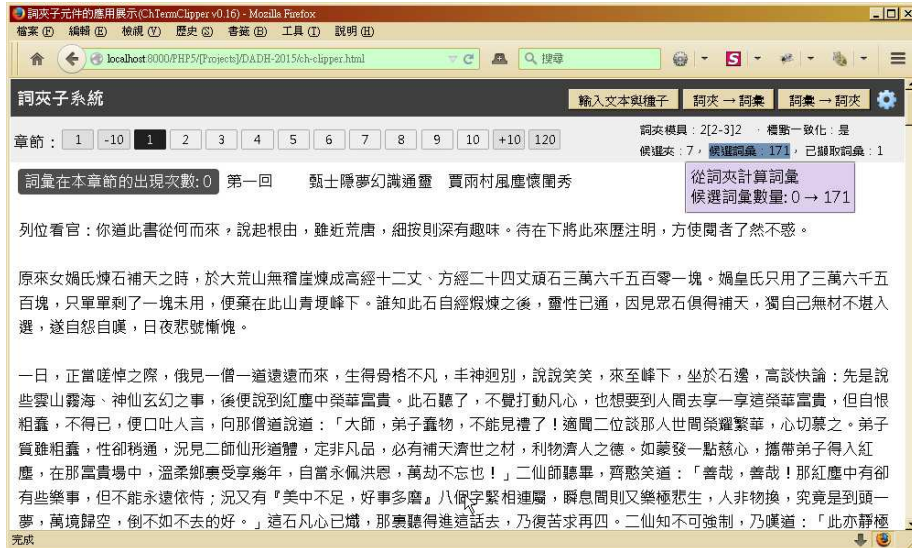 詞夾子元件的應用展示(ChTermClipper v0.16) - Mozilla Firefox
檔案(F) 編輯(E) 檢視(V) 歷史(S) 書籤(B) 工具(T) 說明(H)
localhost:8000/PHP5/[Projects]/DADH-2015/ch-clipper.html 搜尋
詞夾子系統 輸入文本與種子 詞夾→詞彙 詞彙→詞夾
章節: 1 -10 1 2 3 4 5 6 7 8 9 10 +10 120 詞夾模具:2[2-3]2 ,標點一致化:是
候選夾:7,候選詞彙:171,已擷取詞彙:1
詞彙在本章節的出現次數:0 第一回 甄士隱夢幻識通靈 賈雨村風塵懷閨秀
從詞夾計算詞彙
候選詞彙數量:0→171
列位看官:你道此書從何而來,說起根由,雖近荒唐,細按則深有趣味。待在下將此來歷注明,方使閱者了然不惑。
原來女媧氏煉石補天之時,於大荒山無稽崖煉成高經十二丈、方經二十四丈頑石三萬六千五百零一塊。媧皇氏只用了三萬六千五
百塊,只單單剩了一塊未用,便棄在此山青埂峰下。誰知此石自經煅煉之後,靈性已通,因見眾石俱得補天,獨自己無材不堪入
選,遂自怨自嘆,日夜悲號慚愧。
一日,正當嗟悼之際,俄見一僧一道遠遠而來,生得骨格不凡,丰神迥別,說說笑笑,來至峰下,坐於石邊,高談快論:先是說
些雲山霧海、神仙玄幻之事,後便說到紅塵中榮華富貴。此石聽了,不覺打動凡心,也想要到人間去享一享這榮華富貴,但自恨
粗蠢,不得已,便口吐人言,向那僧道說道:「大師,弟子蠢物,不能見禮了!適聞二位談那人世間榮耀繁華,心切慕之。弟子
質雖粗蠢,性卻稍通,況見二師仙形道體,定非凡品,必有補天濟世之材,利物濟人之德。如蒙發一點慈心,攜帶弟子得入紅
塵,在那富貴場中,溫柔鄉裏受享幾年,自當永佩洪恩,萬劫不忘也!」二仙師聽畢,齊憨笑道:「善哉,善哉!那紅塵中有卻
有些樂事,但不能永遠依恃;況又有『美中不足,好事多磨』八個字緊相連屬,瞬息間則又樂極悲生,人非物換,究竟是到頭一
夢,萬境歸空,倒不如不去的好。」這石凡心已熾,那裏聽得進這話去,乃復苦求再四。二仙知不可強制,乃嘆道:「此亦靜極
完成